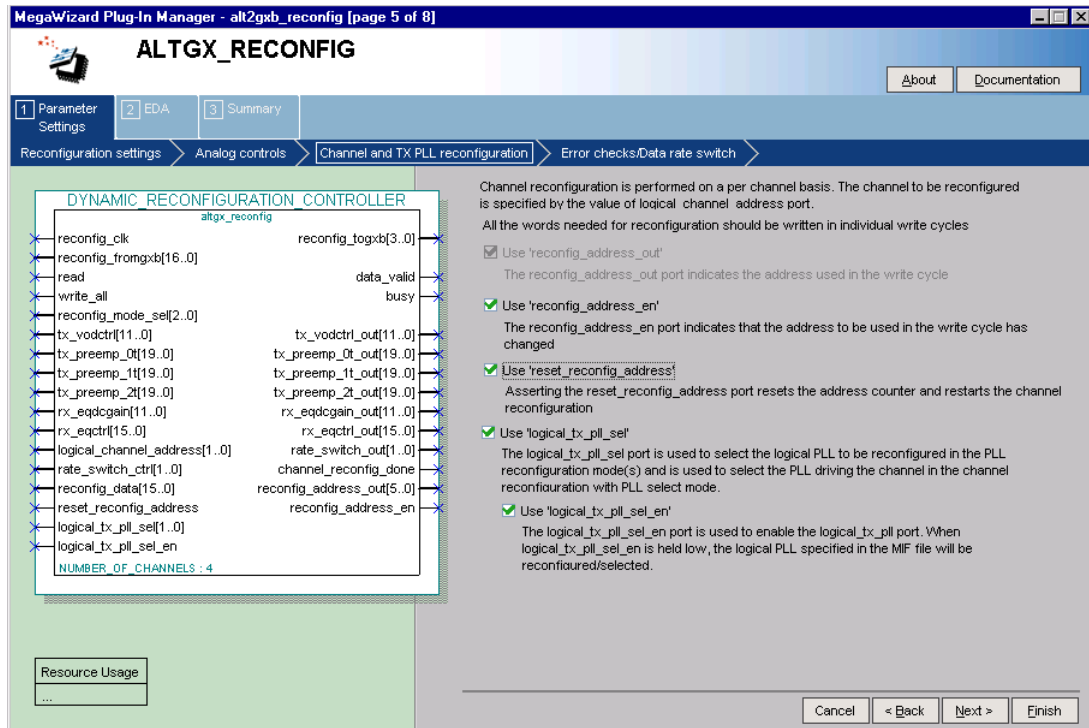 MegaWizard Plug-In Manager - alt2gxb_reconfig [page 5 of 8]
ALTGX_RECONFIG
About
Documentation
1 Parameter Settings
2 EDA
3 Summary
Reconfiguration settings
Analog controls
Channel and TX PLL reconfiguration
Error checks/Data rate switch
DYNAMIC_RECONFIGURATION_CONTROLLER
altgx_reconfig
reconfig_clk
reconfig_togxb[3..0]
reconfig_fromgxb[16..0]
read
data_valid
write_all
busy
reconfig_mode_sel[2..0]
tx_vodctrl[11..0]
tx_vodctrl_out[11..0]
tx_preemp_0t[19..0]
tx_preemp_0t_out[19..0]
tx_preemp_1t[19..0]
tx_preemp_1t_out[19..0]
tx_preemp_2t[19..0]
tx_preemp_2t_out[19..0]
rx_eqdcgain[11..0]
rx_eqdcgain_out[11..0]
rx_eqctrl[15..0]
rx_eqctrl_out[15..0]
logical_channel_address[1..0]
rate_switch_out[1..0]
rate_switch_ctrl[1..0]
channel_reconfig_done
reconfig_data[15..0]
reconfig_address_out[5..0]
reset_reconfig_address
reconfig_address_en
logical_tx_pll_sel[1..0]
logical_tx_pll_sel_en
NUMBER_OF_CHANNELS : 4
Resource Usage
...
Channel reconfiguration is performed on a per channel basis. The channel to be reconfigured
is specified by the value of logical channel address port.
All the words needed for reconfiguration should be written in individual write cycles
Use 'reconfig_address_out'
The reconfig_address_out port indicates the address used in the write cycle
Use 'reconfig_address_en'
The reconfig_address_en port indicates that the address to be used in the write cycle has
changed
Use 'reset_reconfig_address'
Asserting the reset_reconfig_address port resets the address counter and restarts the channel
reconfiguration
Use 'logical_tx_pll_sel'
The logical_tx_pll_sel port is used to select the logical PLL to be reconfigured in the PLL
reconfiguration mode(s) and is used to select the PLL driving the channel in the channel
reconfiguration with PLL select mode.
Use 'logical_tx_pll_sel_en'
The logical_tx_pll_sel_en port is used to enable the logical_tx_pll port. When
logical_tx_pll_sel_en is held low, the logical PLL specified in the MIF file will be
reconfigured/selected.
Cancel
< Back
Next >
Finish